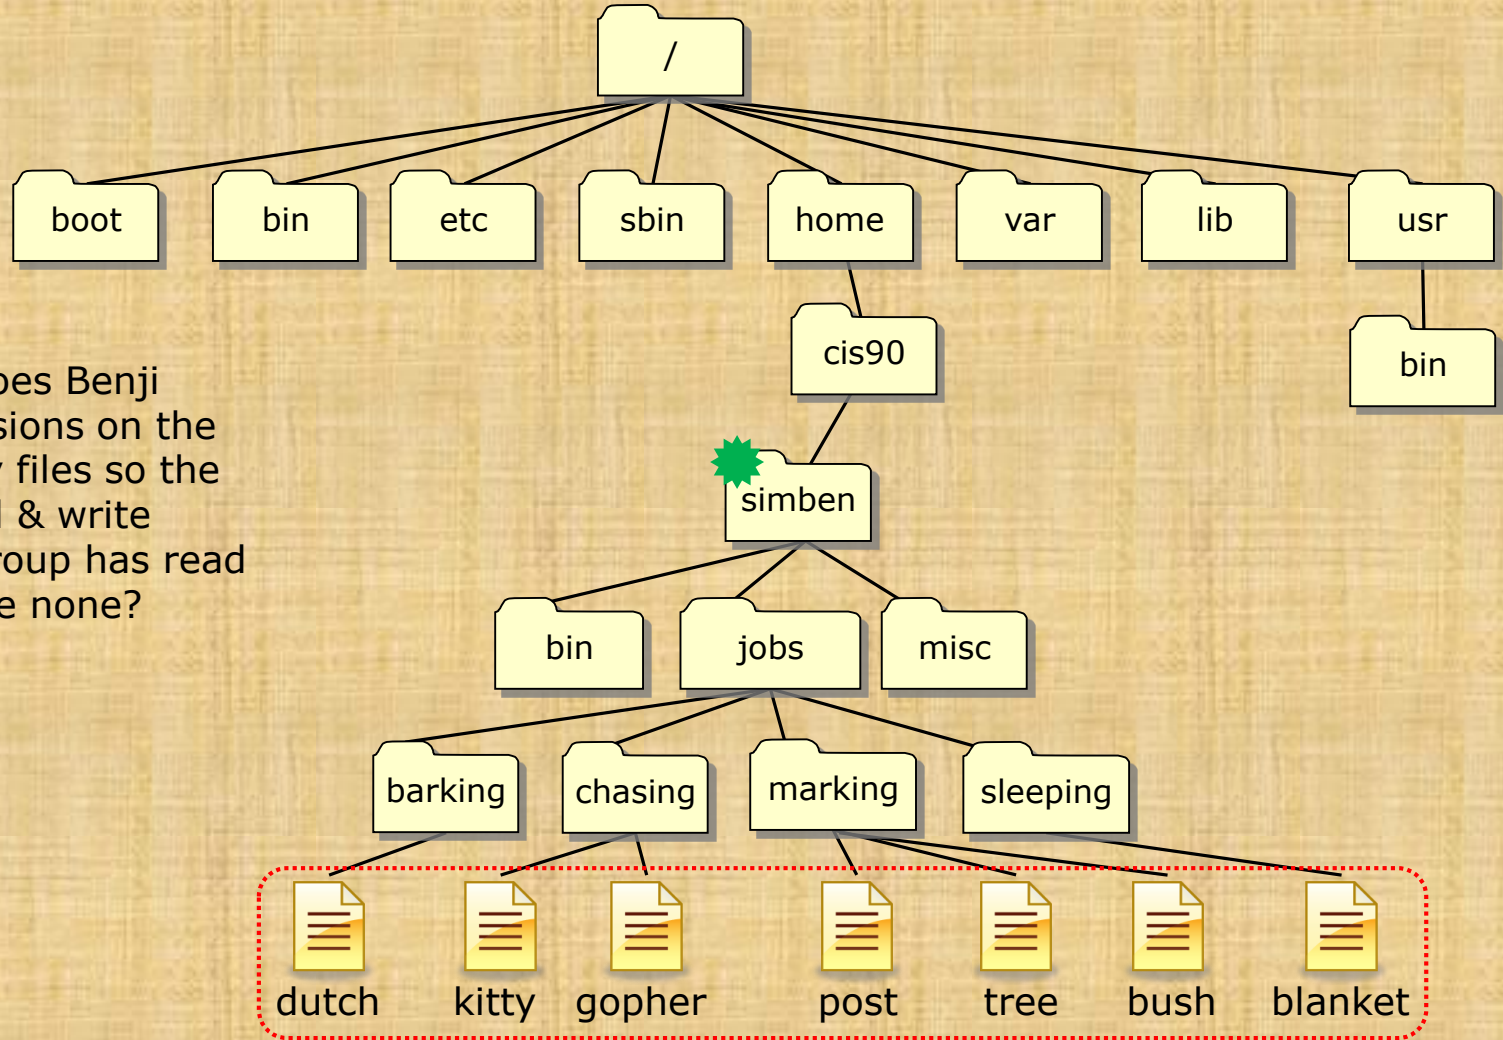 /
boot bin etc sbin home var lib usr
cis90 bin
oes Benji
sions on the
y files so the
l & write
roup has read
e none?
simben
bin jobs misc
barking chasing marking sleeping
dutch kitty gopher post tree bush blanket